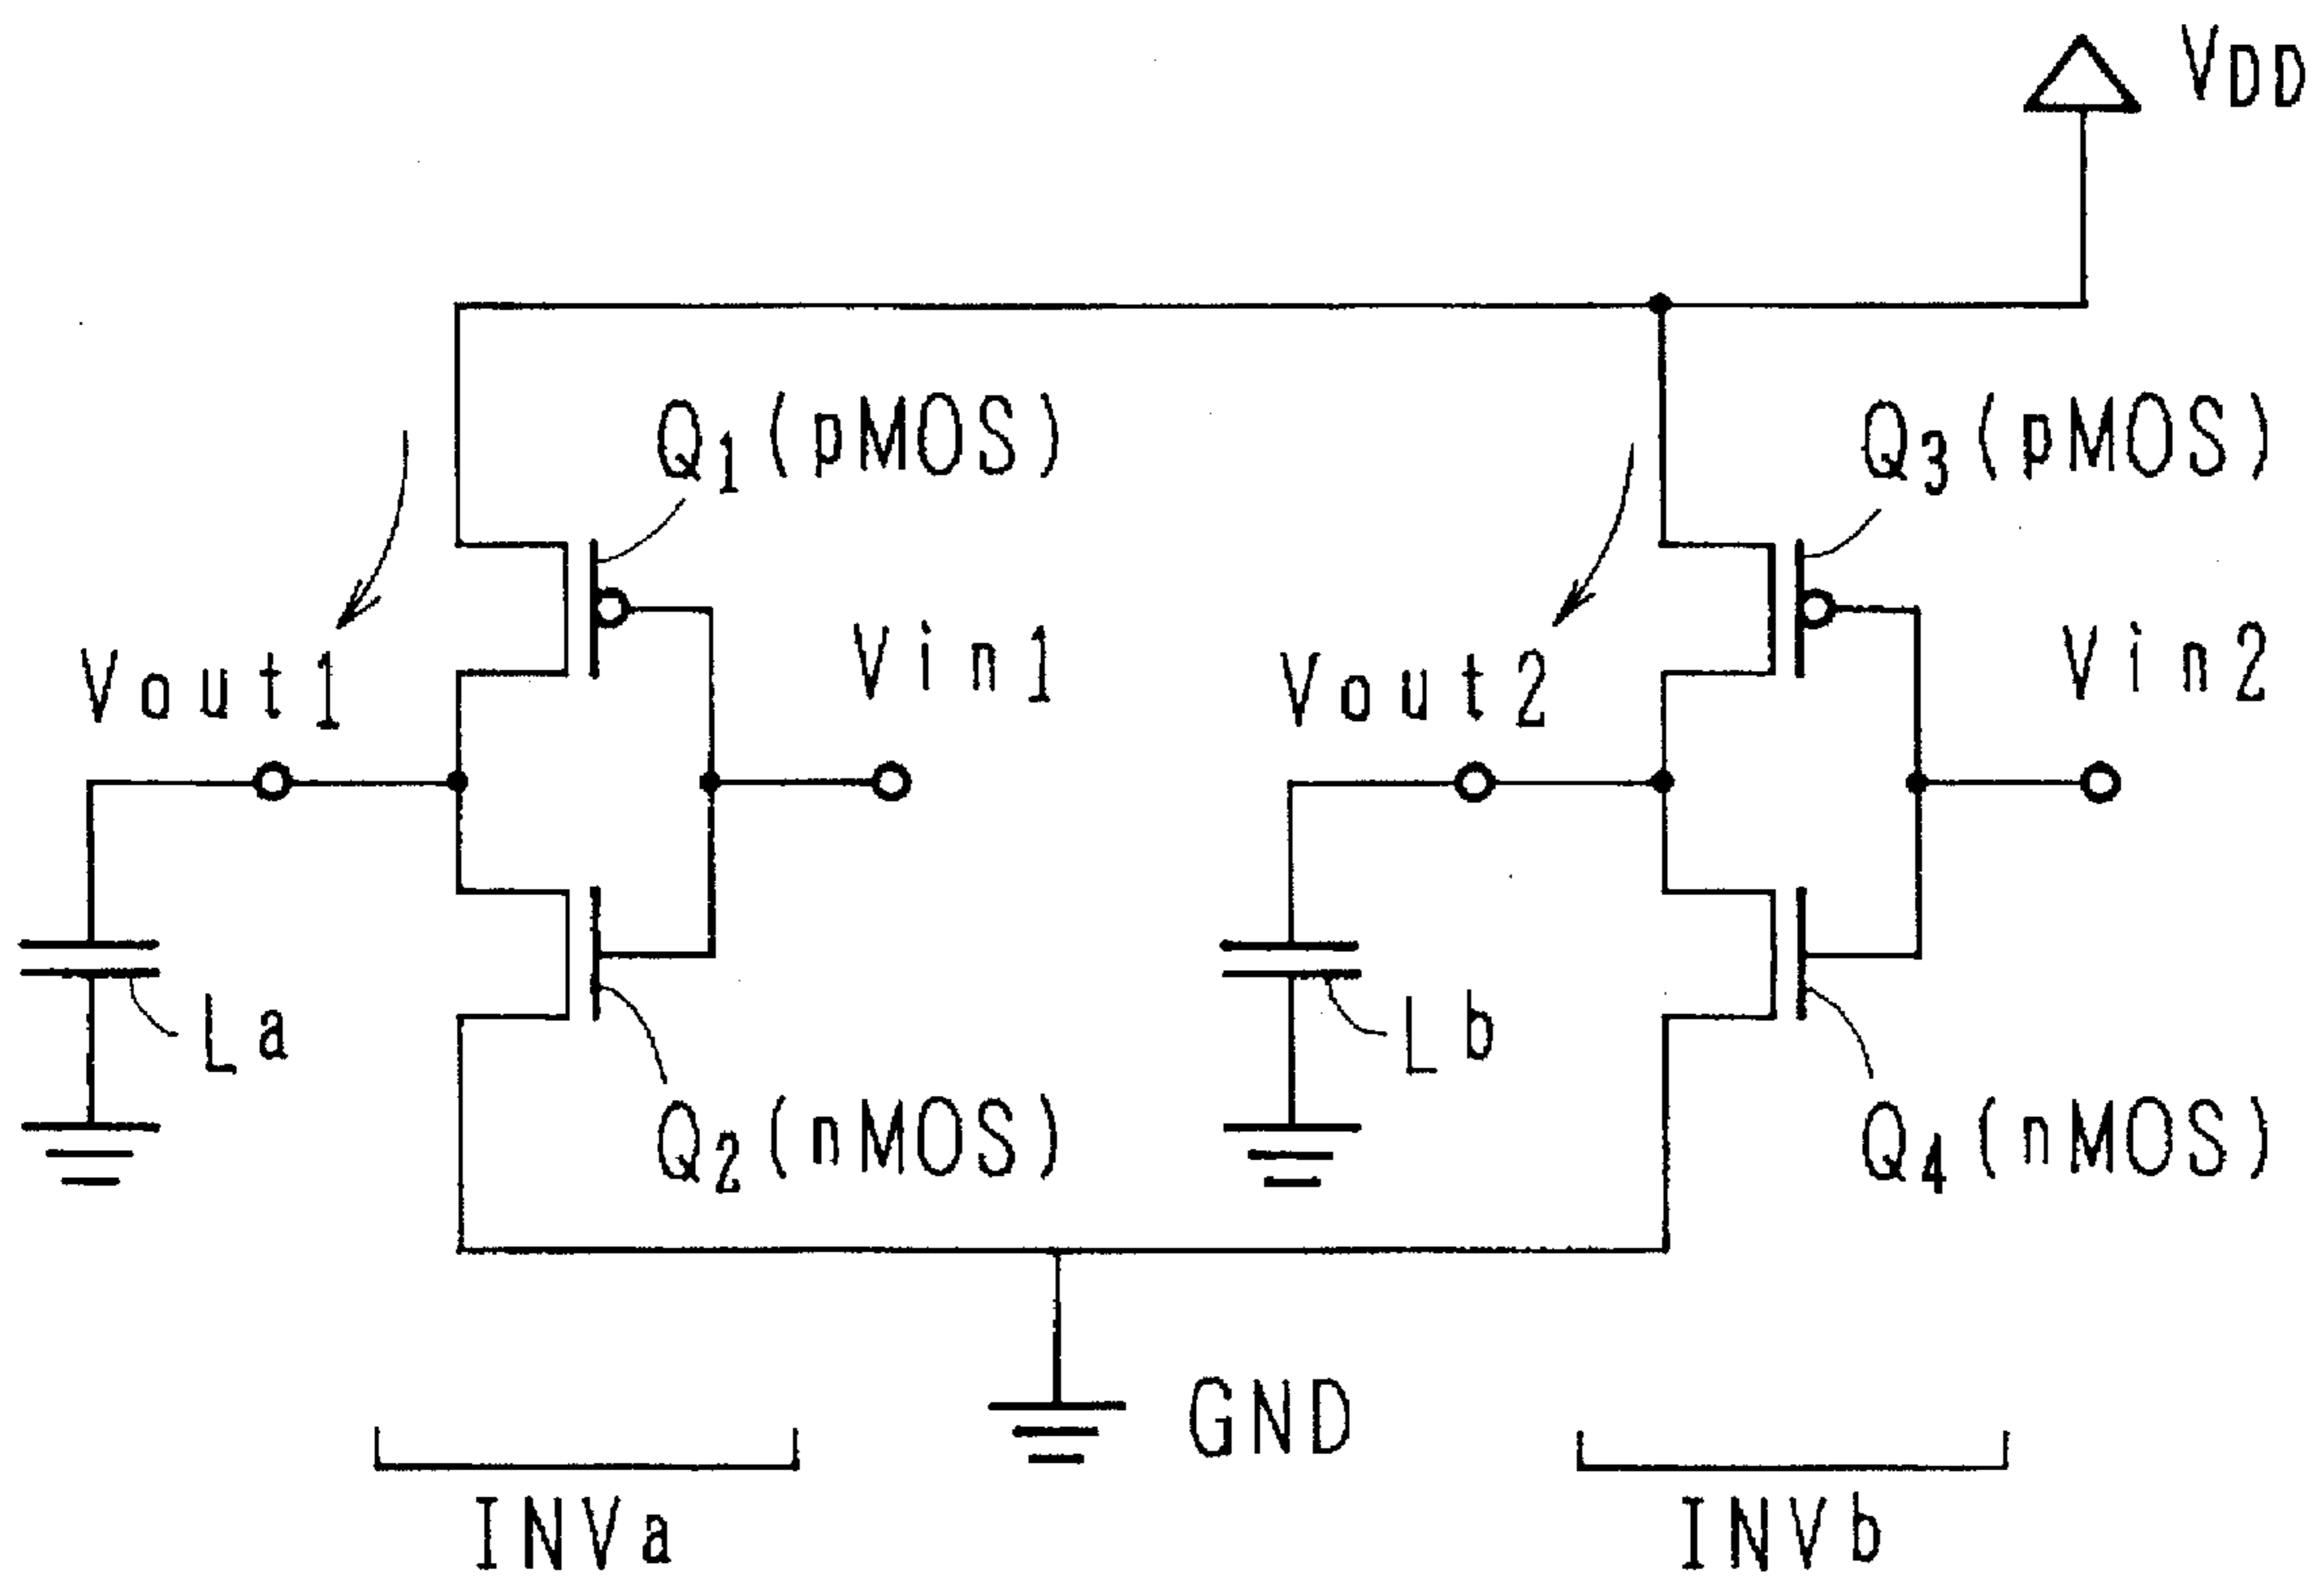 VDD
Q1(pMOS)
Q3(pMOS)
Vout1
Vin1
Vout2
Vin2
La
Lb
Q2(nMOS)
Q4(nMOS)
GND
INVa
INVb